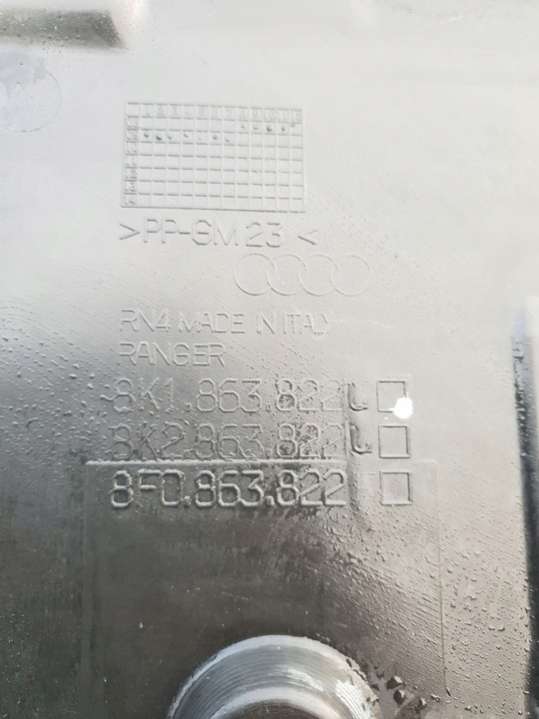 >PP-GM 23<
RN4 MADE IN ITALY
RANGER
8K1.863.822 L
8K2.863.822 L
8F0.863.822